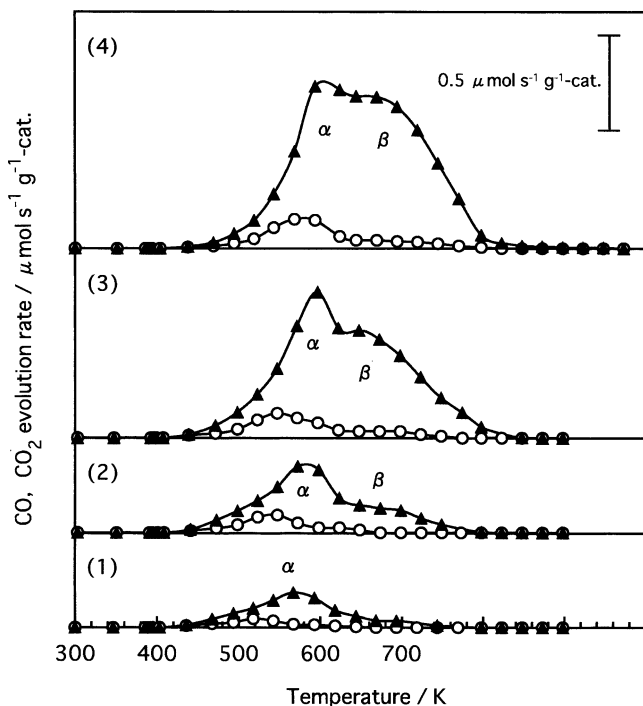 (4)
0.5 μmol s⁻¹ g⁻¹-cat.
α
β
(3)
α
β
(2)
α
β
(1)
α
CO, CO₂ evolution rate / μmol s⁻¹ g⁻¹-cat.
300 400 500 600 700
Temperature / K